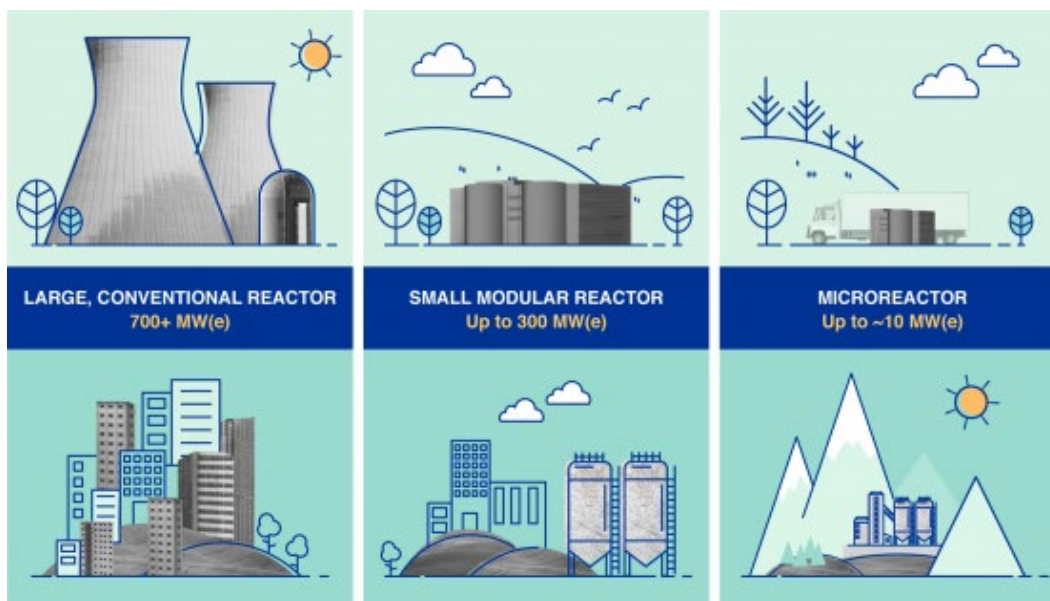 LARGE, CONVENTIONAL REACTOR
700+ MW(e)
SMALL MODULAR REACTOR
Up to 300 MW(e)
MICROREACTOR
Up to ~10 MW(e)